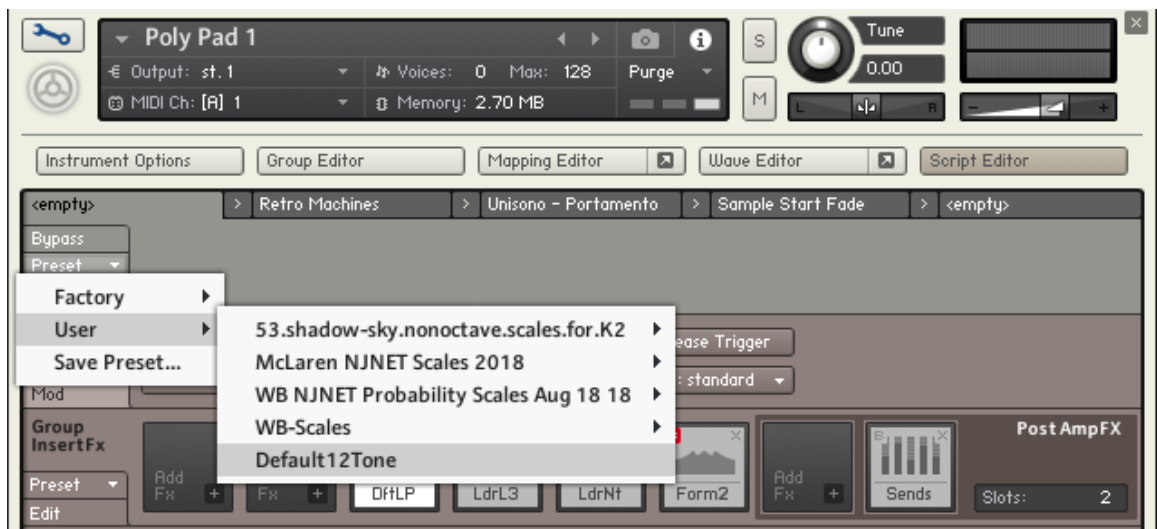 Poly Pad 1
Tune
S
Output: st. 1
Voices: 0 Max: 128
Purge
0.00
MIDI Ch: [A] 1
Memory: 2.70 MB
M
L
R
Instrument Options
Group Editor
Mapping Editor
Wave Editor
Script Editor
<empty>
Retro Machines
Unisono - Portamento
Sample Start Fade
<empty>
Bypass
Preset
Factory
User
Save Preset...
53.shadow-sky.nonoctave.scales.for.K2
McLaren NJNET Scales 2018
WB NJNET Probability Scales Aug 18 18
WB-Scales
Default12Tone
ease Trigger
: standard
Mod
Group
InsertFx
Post AmpFX
Preset
Edit
Add
Fx +
Fx +
DftLP
LdrL3
LdrNt
Form2
Add
Fx +
Sends
Slots: 2